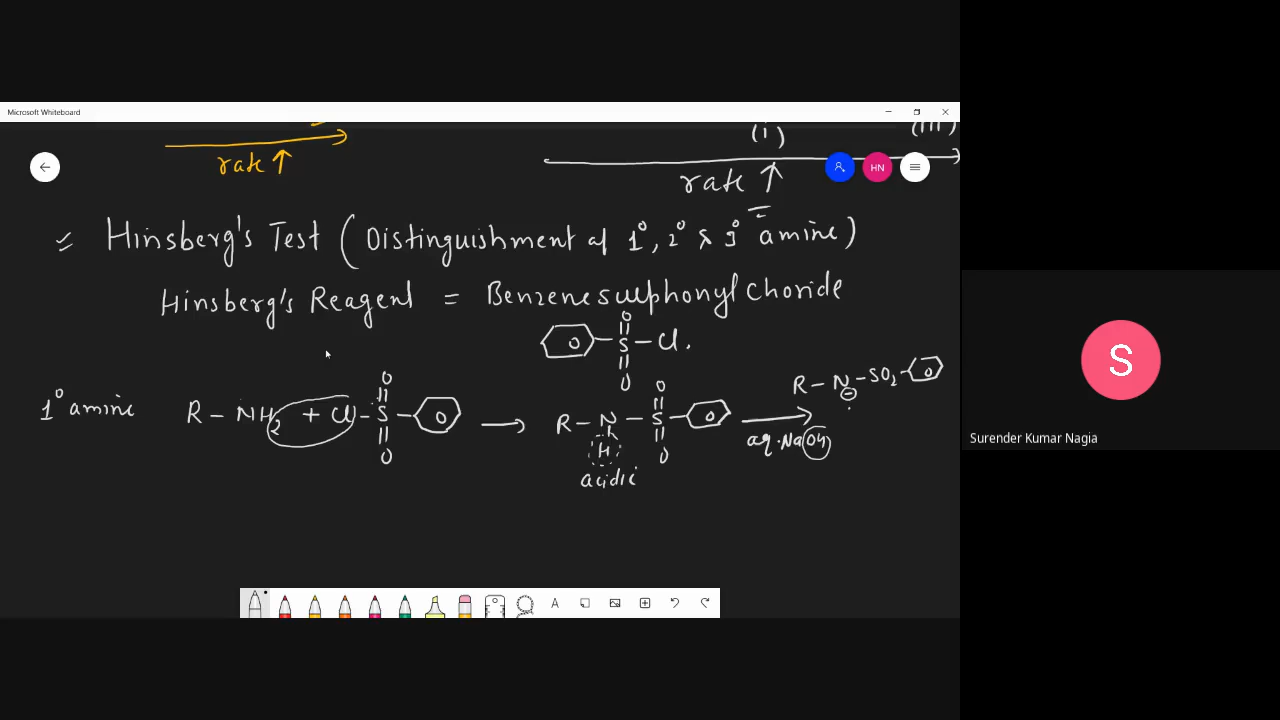 Microsoft Whiteboard
rate ↑
(i)
(iii)
rate ↑
HN
Hinsberg's Test (Distinguishment of 1°, 2° & 3° amine)
Hinsberg's Reagent = Benzenesulphonyl Choride
O
O S – Cl.
O
1° amine R – NH2 + Cl – S – O → R – N – S – O aq. NaOH R – N – SO2 – O
O O
O O
H
acidic
Surender Kumar Nagia
S
A